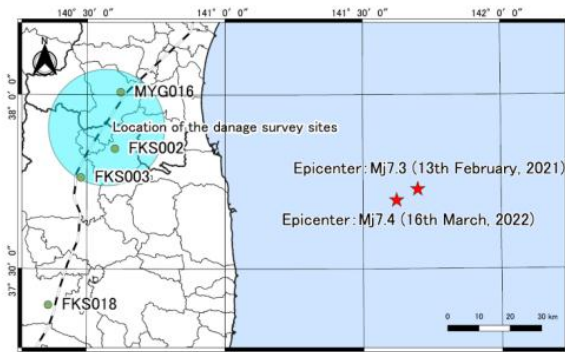 140 30′ 0″
141 0′ 0″
141 30′ 0″
142 0′ 0″
N
38 0′ 0″
MYG016
Location of the danage survey sites
FKS002
FKS003
Epicenter:Mj7.3 (13th February, 2021)
Epicenter:Mj7.4 (16th March, 2022)
37 30′ 0″
FKS018
0 10 20 30 km